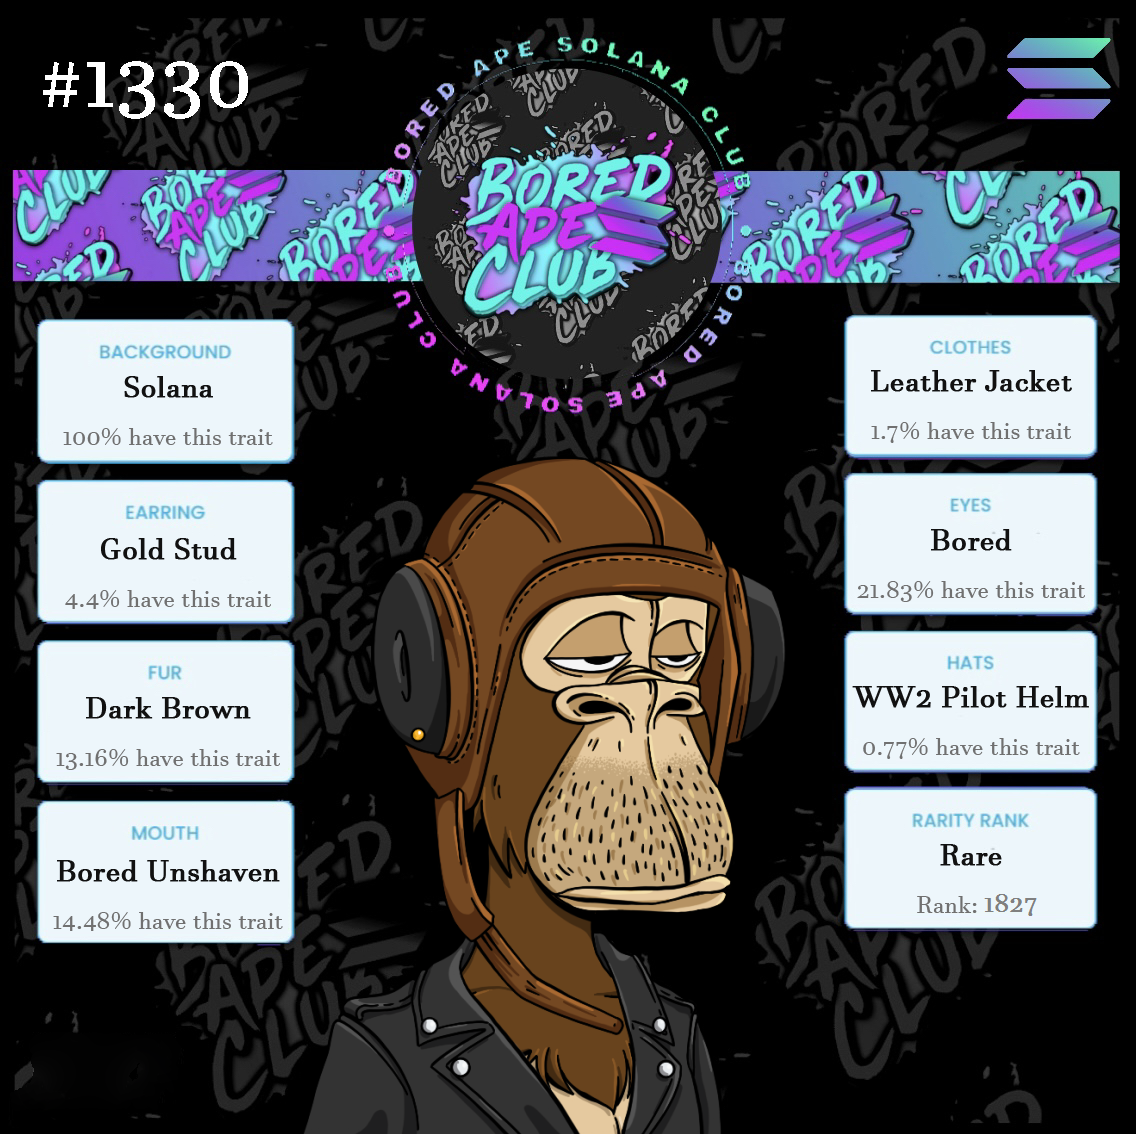 #1330
BORED APE SOLANA CLUB
BORED APE SOLANA CLUB
BORED
APE
CLUB
BACKGROUND
Solana
100% have this trait
EARRING
Gold Stud
4.4% have this trait
FUR
Dark Brown
13.16% have this trait
MOUTH
Bored Unshaven
14.48% have this trait
CLOTHES
Leather Jacket
1.7% have this trait
EYES
Bored
21.83% have this trait
HATS
WW2 Pilot Helm
0.77% have this trait
RARITY RANK
Rare
Rank: 1827